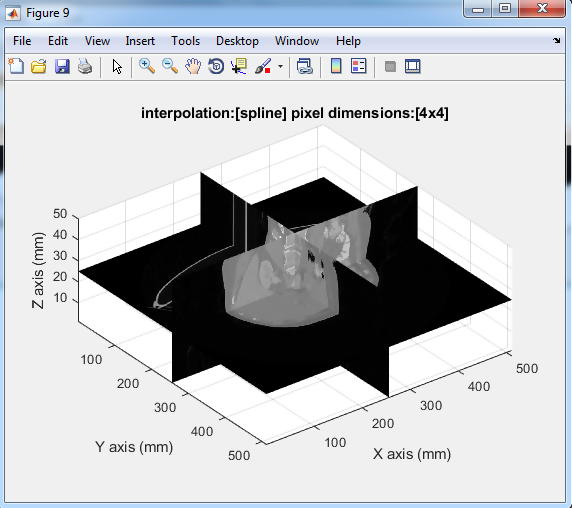 Figure 9
File Edit View Insert Tools Desktop Window Help
interpolation:[spline] pixel dimensions:[4x4]
50
40
30
20
10
Z axis (mm)
100
200
300
400
500
Y axis (mm)
100
200
300
400
500
X axis (mm)